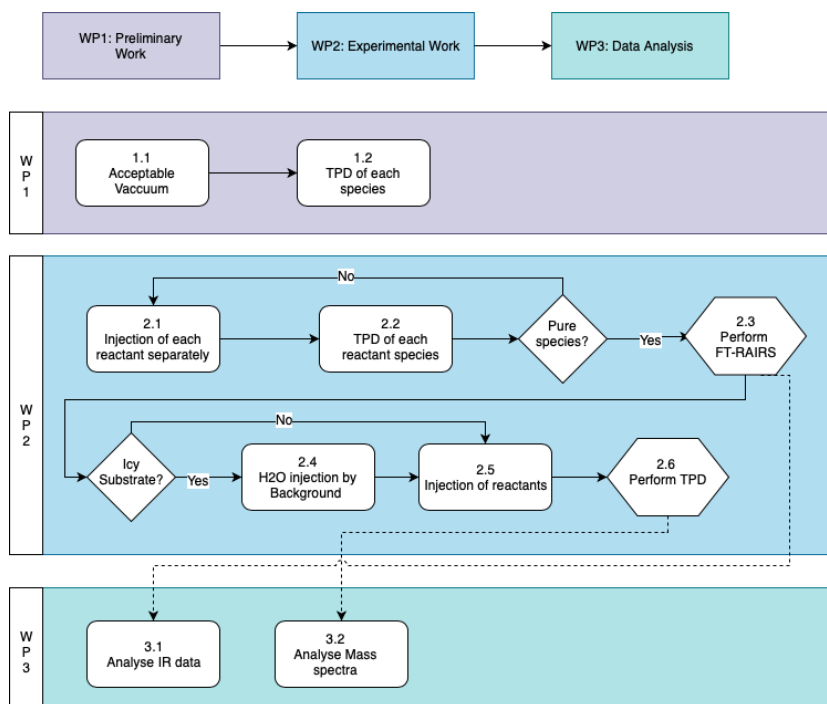 WP1: Preliminary
Work
WP2: Experimental Work
WP3: Data Analysis
W
P
1
1.1
Acceptable
Vaccuum
1.2
TPD of each
species
W
P
2
No
2.1
Injection of each
reactant separately
2.2
TPD of each
reactant species
Pure
species?
Yes
2.3
Perform
FT-RAIRS
No
Icy
Substrate?
Yes
2.4
H2O injection by
Background
2.5
Injection of reactants
2.6
Perform TPD
W
P
3
3.1
Analyse IR data
3.2
Analyse Mass
spectra